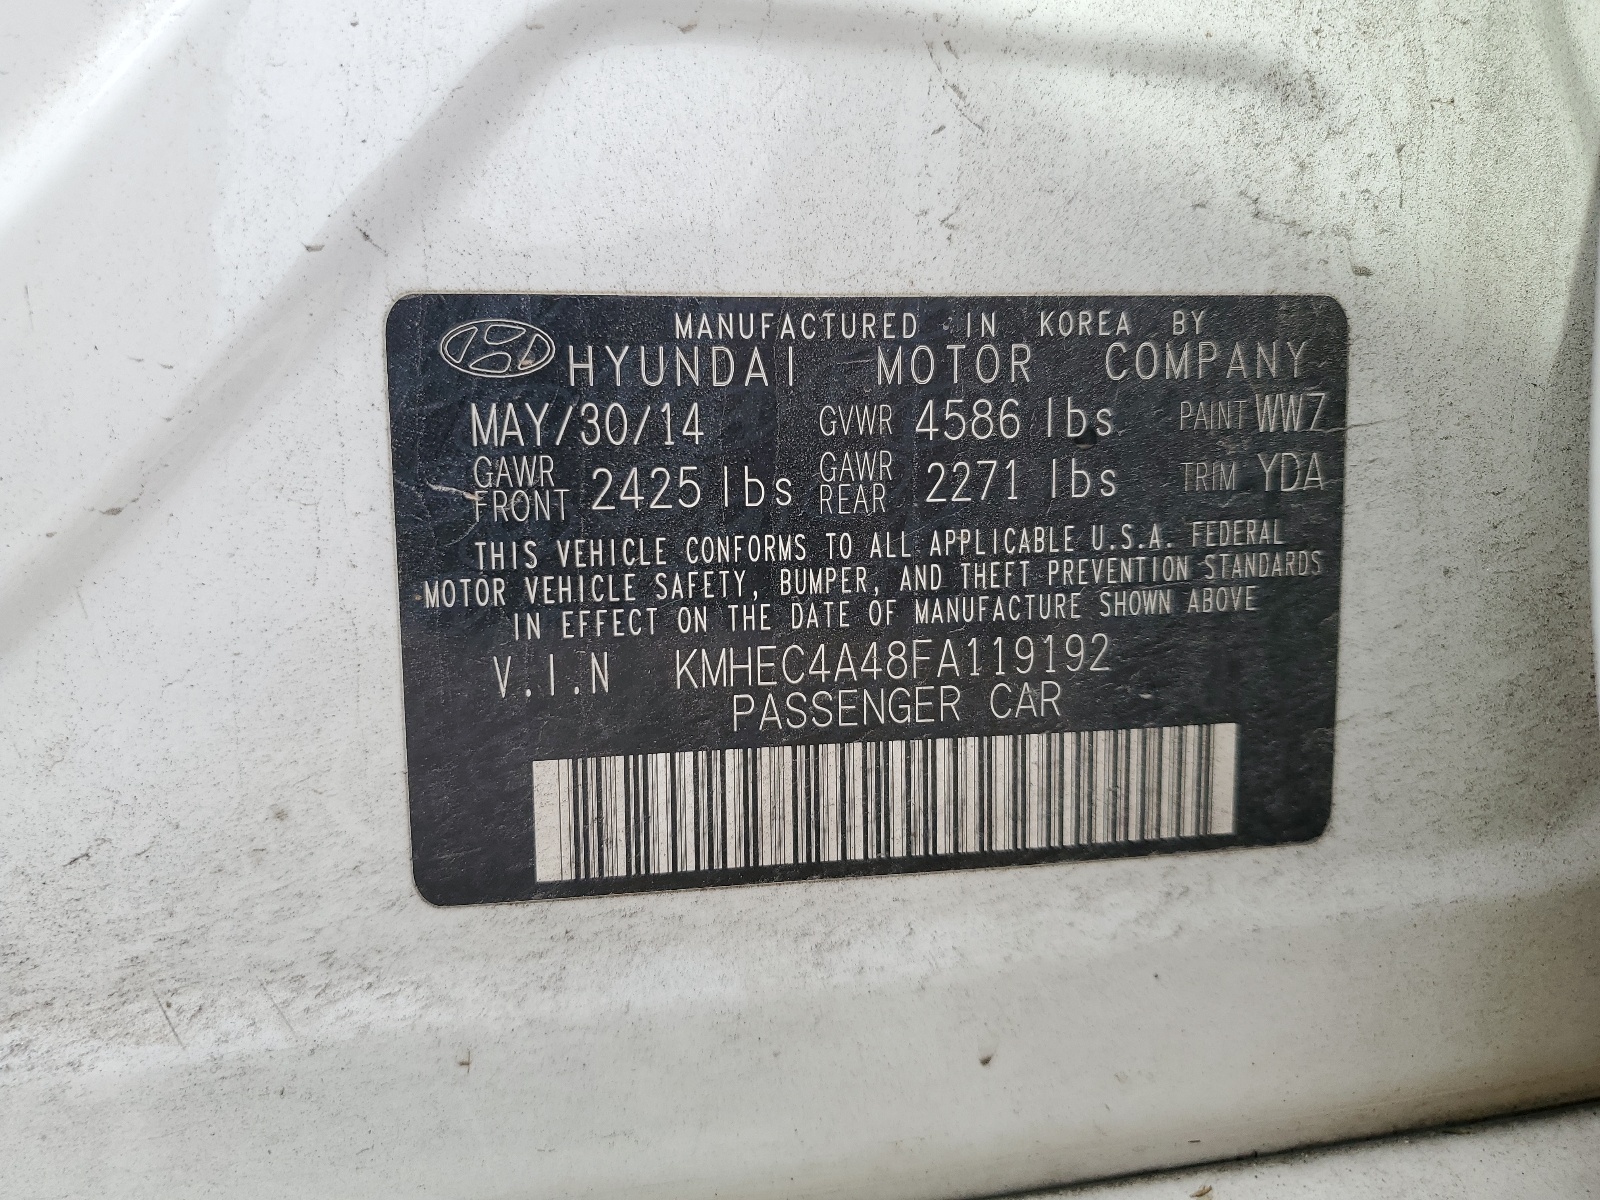 MANUFACTURED IN KOREA BY
HYUNDAI MOTOR COMPANY
MAY/30/14 GVWR 4586 lbs PAINT WW7
GAWR FRONT 2425 lbs GAWR REAR 2271 lbs TRIM YDA
THIS VEHICLE CONFORMS TO ALL APPLICABLE U.S.A. FEDERAL
MOTOR VEHICLE SAFETY, BUMPER, AND THEFT PREVENTION STANDARDS
IN EFFECT ON THE DATE OF MANUFACTURE SHOWN ABOVE
V.I.N KMHEC4A48FA119192
PASSENGER CAR